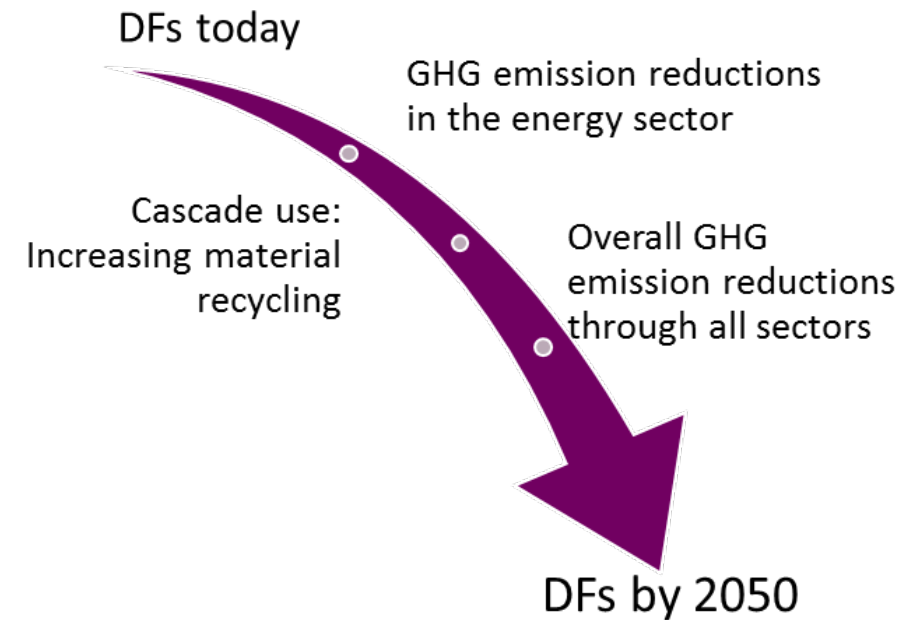 DFs today
GHG emission reductions
in the energy sector
Cascade use:
Increasing material
recycling
Overall GHG
emission reductions
through all sectors
DFs by 2050